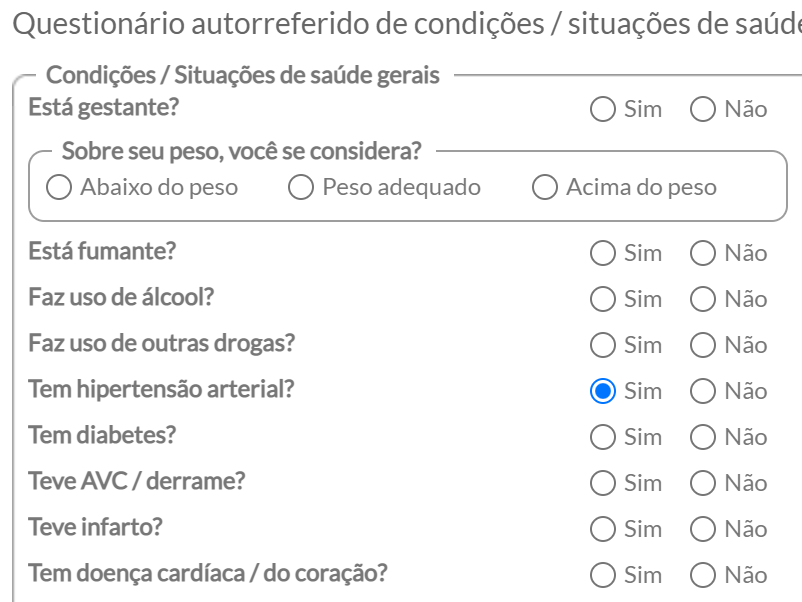 Questionário autorreferido de condições / situações de saúde
Condições / Situações de saúde gerais
Está gestante? Sim Não
Sobre seu peso, você se considera?
Abaixo do peso Peso adequado Acima do peso
Está fumante? Sim Não
Faz uso de álcool? Sim Não
Faz uso de outras drogas? Sim Não
Tem hipertensão arterial? Sim Não
Tem diabetes? Sim Não
Teve AVC / derrame? Sim Não
Teve infarto? Sim Não
Tem doença cardíaca / do coração? Sim Não